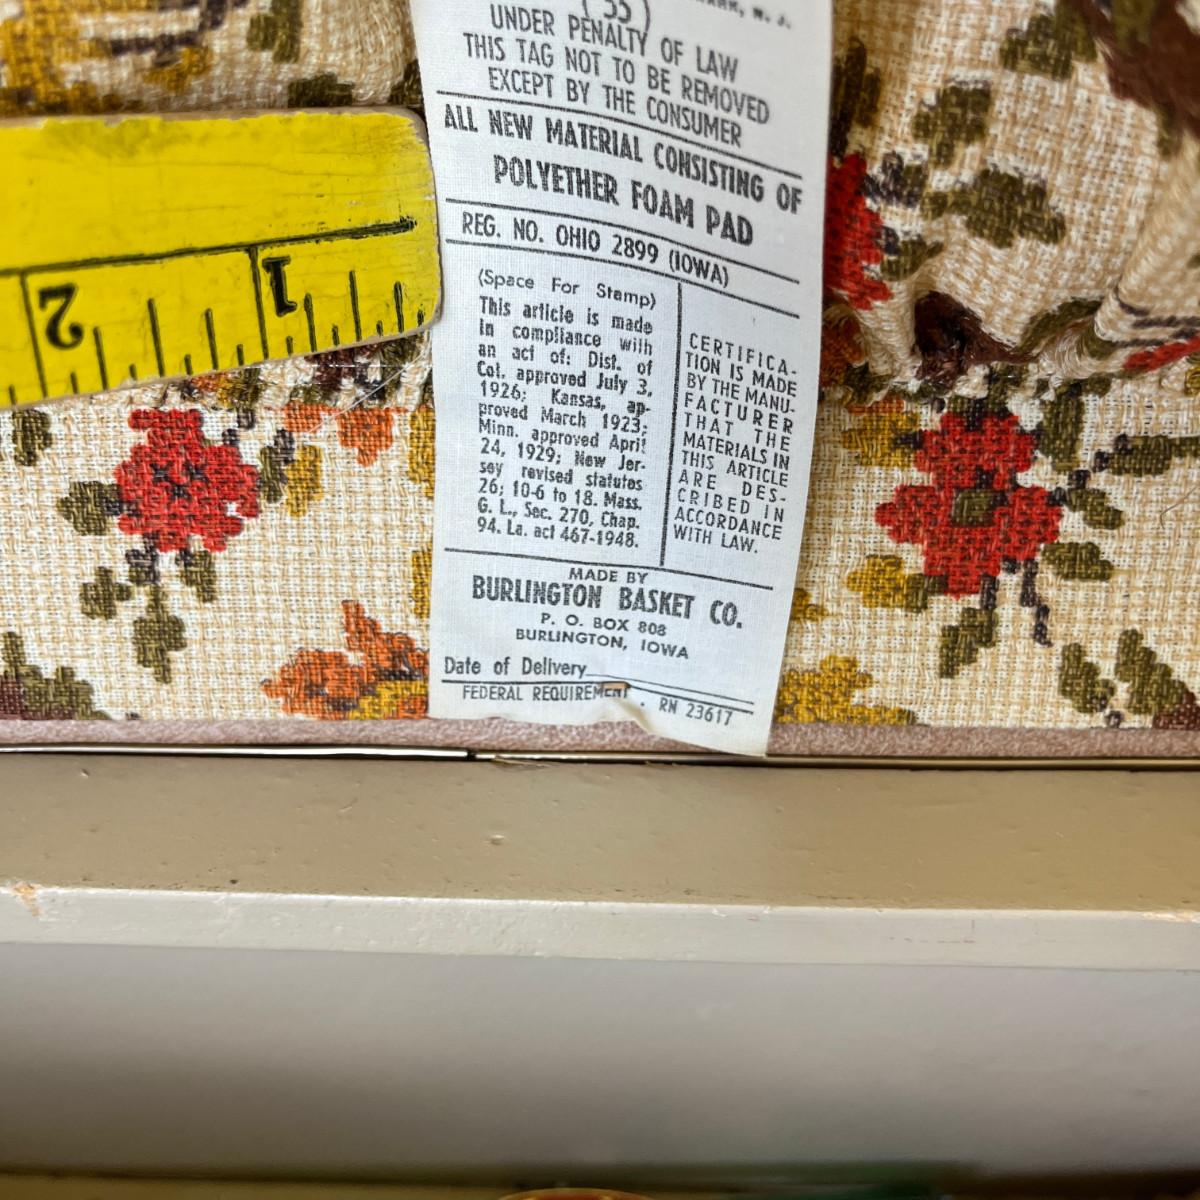 (55)
N. J.
UNDER PENALTY OF LAW
THIS TAG NOT TO BE REMOVED
EXCEPT BY THE CONSUMER
ALL NEW MATERIAL CONSISTING OF
POLYETHER FOAM PAD
REG. NO. OHIO 2899 (IOWA)
(Space For Stamp)
This article is made
in compliance with
an act of: Dist. of
Col. approved July 3,
1926; Kansas, ap-
proved March 1923;
Minn. approved April
24, 1929; New Jer-
sey revised statutes
26; 10-6 to 18. Mass.
G. L., Sec. 270, Chap.
94. La. act 467-1948.
CERTIFICA-
TION IS MADE
BY THE MANU-
FACTURER
THAT THE
MATERIALS IN
THIS ARTICLE
ARE DES-
CRIBED IN
ACCORDANCE
WITH LAW.
MADE BY
BURLINGTON BASKET CO.
P. O. BOX 808
BURLINGTON, IOWA
Date of Delivery
FEDERAL REQUIREMENT . RN 23617
2 1